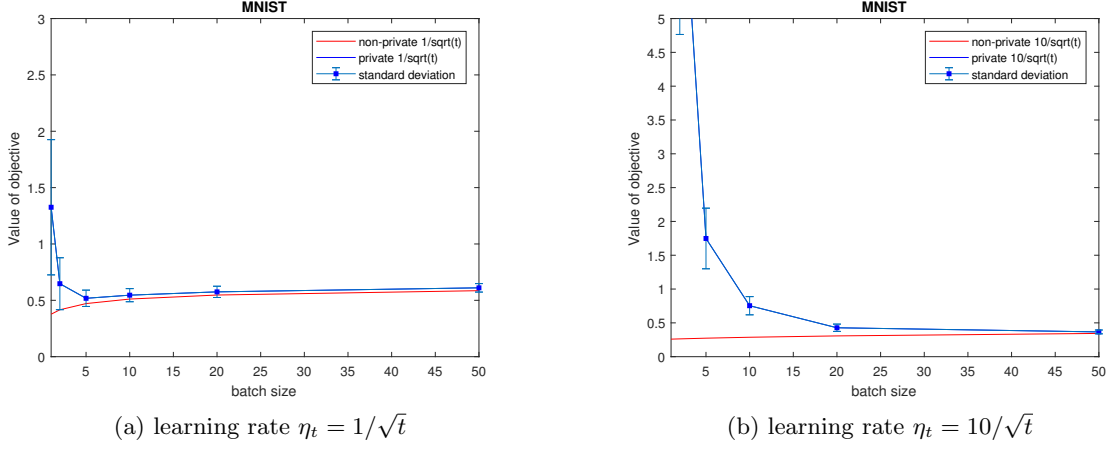 MNIST
3
2.5
2
1.5
1
0.5
0
Value of objective
non-private 1/sqrt(t)
private 1/sqrt(t)
standard deviation
5 10 15 20 25 30 35 40 45 50
batch size
(a) learning rate η_t = 1/√t
MNIST
5
4.5
4
3.5
3
2.5
2
1.5
1
0.5
0
Value of objective
non-private 10/sqrt(t)
private 10/sqrt(t)
standard deviation
5 10 15 20 25 30 35 40 45 50
batch size
(b) learning rate η_t = 10/√t